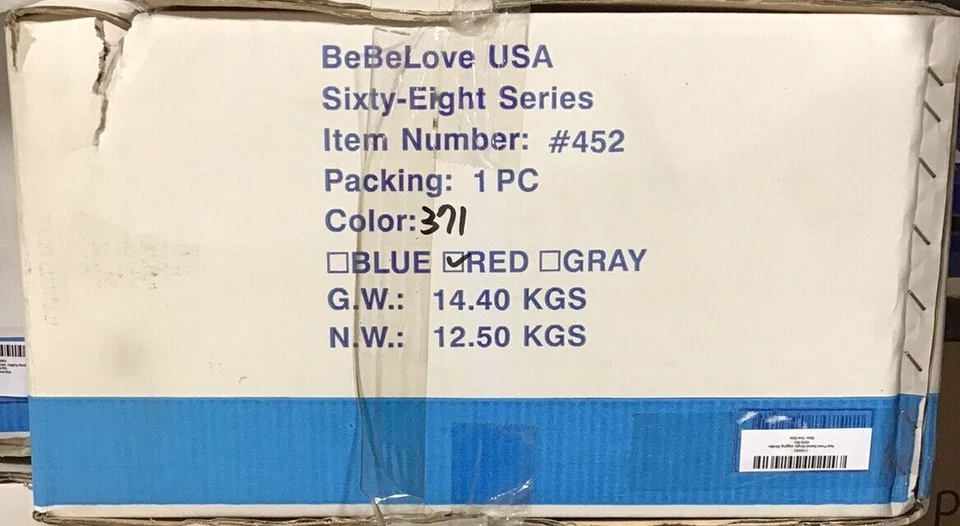 BeBeLove USA
Sixty-Eight Series
Item Number: #452
Packing: 1 PC
Color: 371
BLUE RED GRAY
G.W.: 14.40 KGS
N.W.: 12.50 KGS